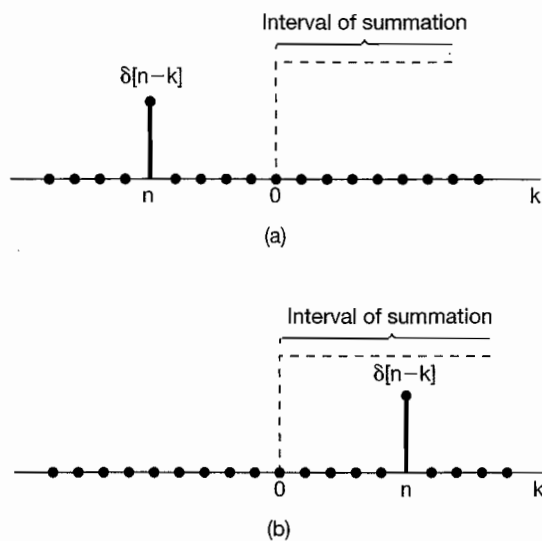 Interval of summation
δ[n−k]
n
0
k
(a)
Interval of summation
δ[n−k]
0
n
k
(b)